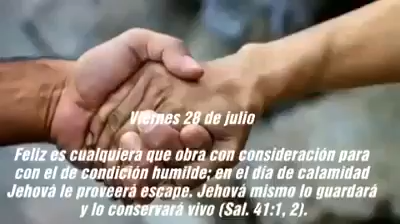 Viernes 28 de julio
Feliz es cualquiera que obra con consideración para
con el de condición humilde; en el día de calamidad
Jehová le proveerá escape. Jehová mismo lo guardará
y lo conservará vivo (Sal. 41:1, 2).